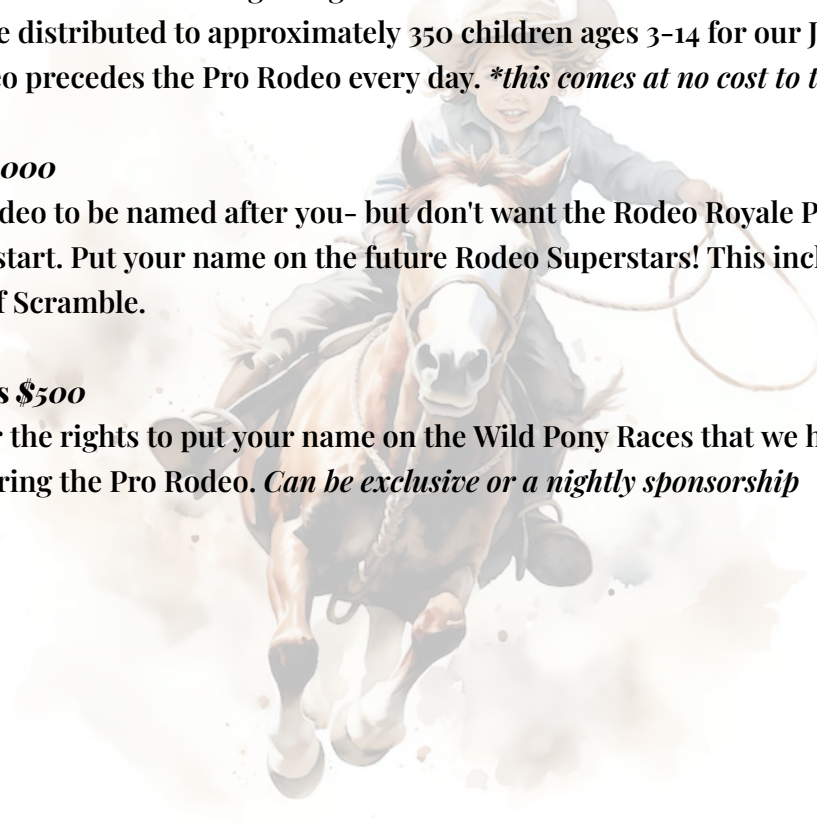 e distributed to approximately 350 children ages 3-14 for our J
eo precedes the Pro Rodeo every day. *this comes at no cost to t
000
deo to be named after you- but don't want the Rodeo Royale P
start. Put your name on the future Rodeo Superstars! This incl
f Scramble.
s $500
r the rights to put your name on the Wild Pony Races that we h
ring the Pro Rodeo. Can be exclusive or a nightly sponsorship